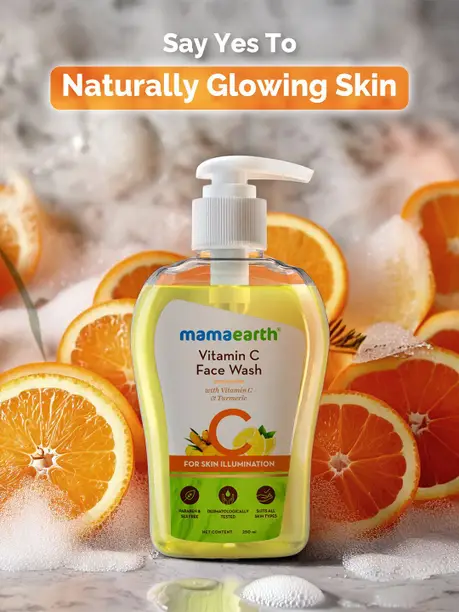 Say Yes To
Naturally Glowing Skin
mamaearth®
Vitamin C
Face Wash
with Vitamin C
& Turmeric
C
FOR SKIN ILLUMINATION
DERMATOLOGICALLY
TESTED
SUITS ALL
SKIN TYPES
NET CONTENT